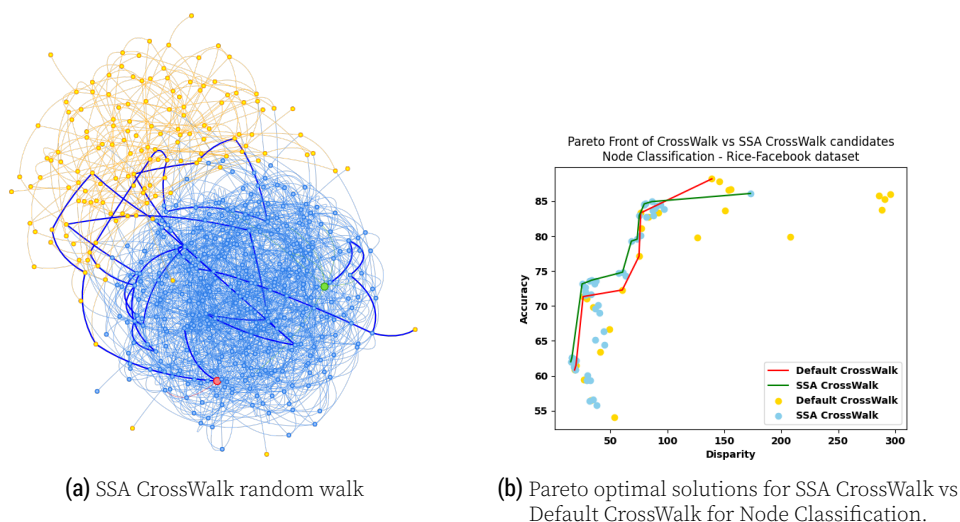 Pareto Front of CrossWalk vs SSA CrossWalk candidates
Node Classification - Rice-Facebook dataset
Accuracy
85
80
75
70
65
60
55
Default CrossWalk
SSA CrossWalk
Default CrossWalk
SSA CrossWalk
50 100 150 200 250 300
Disparity
(a) SSA CrossWalk random walk
(b) Pareto optimal solutions for SSA CrossWalk vs
Default CrossWalk for Node Classification.